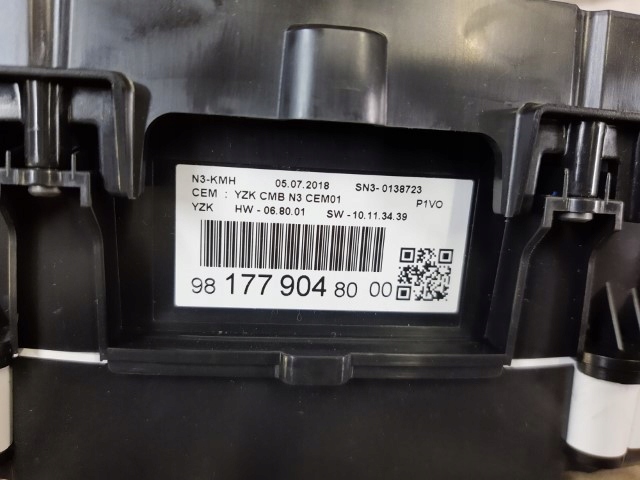 N3-KMH 05.07.2018 SN3- 0138723
CEM : YZK CMB N3 CEM01 P1VO
YZK HW - 06.80.01 SW - 10.11.34.39
98 177 904 80 00